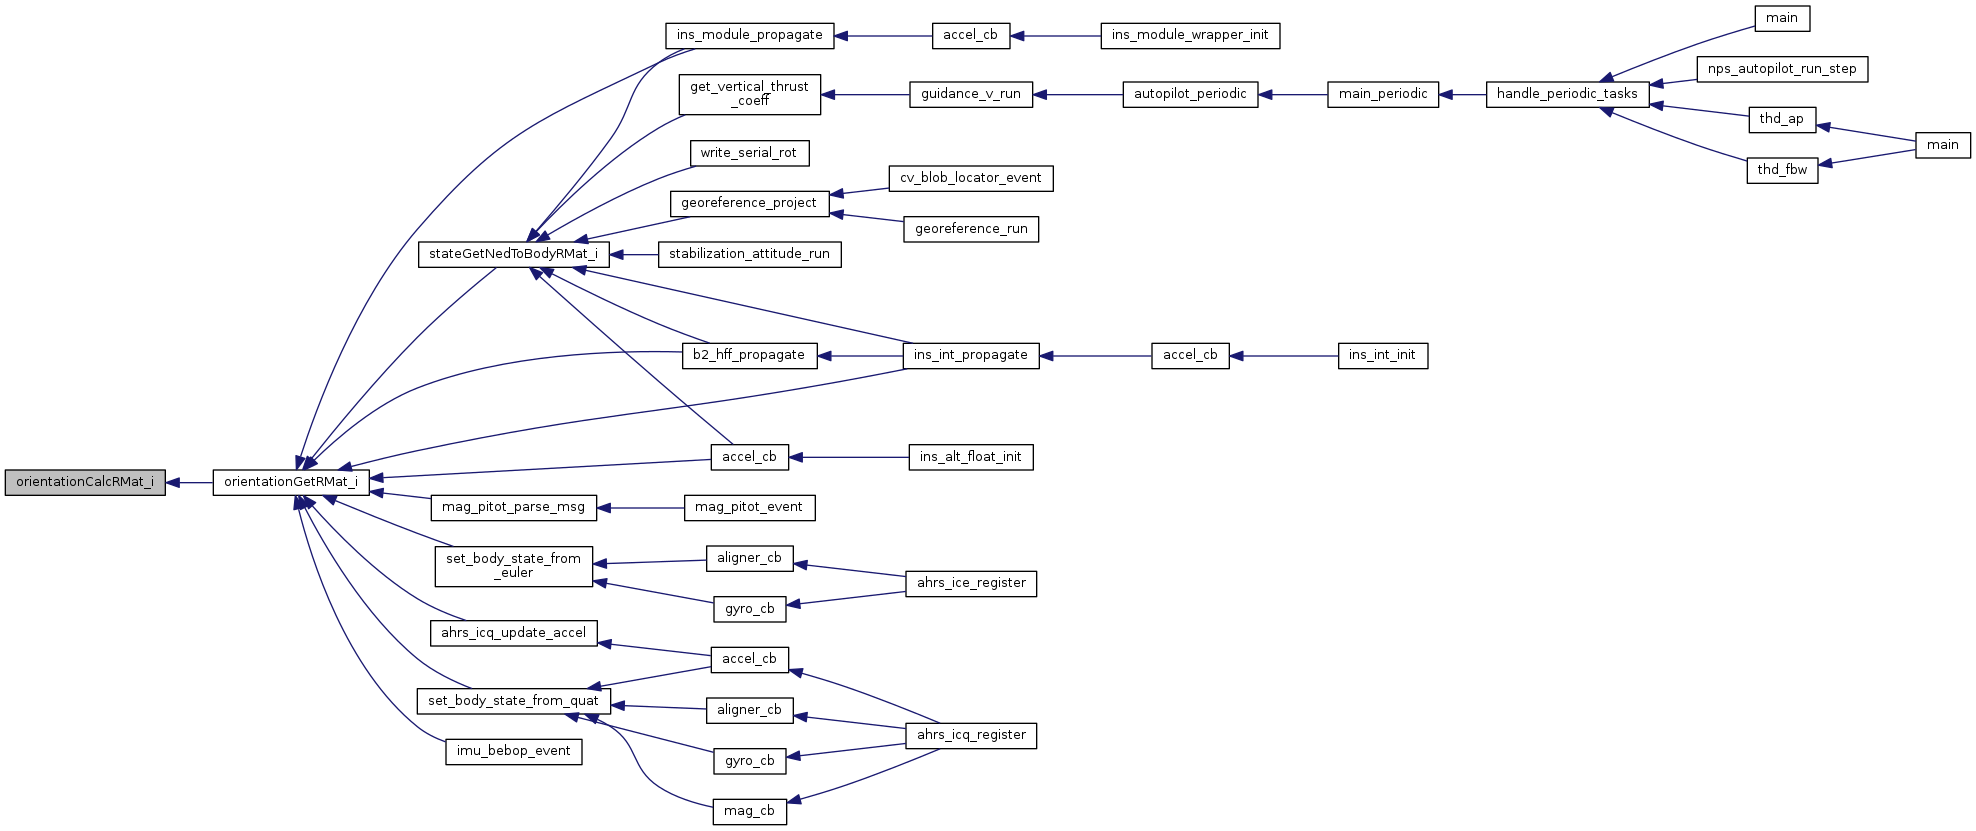 main
ins_module_propagate
accel_cb
ins_module_wrapper_init
nps_autopilot_run_step
get_vertical_thrust
_coeff
guidance_v_run
autopilot_periodic
main_periodic
handle_periodic_tasks
thd_ap
main
write_serial_rot
thd_fbw
cv_blob_locator_event
georeference_project
georeference_run
stateGetNedToBodyRMat_i
stabilization_attitude_run
b2_hff_propagate
ins_int_propagate
accel_cb
ins_int_init
accel_cb
ins_alt_float_init
orientationCalcRMat_i
orientationGetRMat_i
mag_pitot_parse_msg
mag_pitot_event
set_body_state_from
_euler
aligner_cb
ahrs_ice_register
gyro_cb
ahrs_icq_update_accel
accel_cb
set_body_state_from_quat
aligner_cb
ahrs_icq_register
imu_bebop_event
gyro_cb
mag_cb